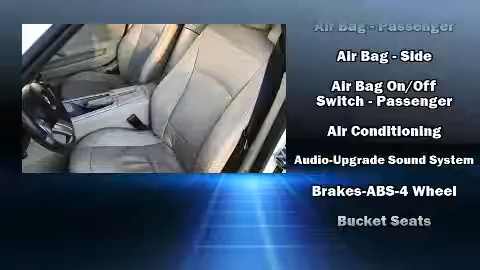 Air Bag - Passenger
Air Bag - Side
Air Bag On/Off
Switch - Passenger
Air Conditioning
Audio-Upgrade Sound System
Brakes-ABS-4 Wheel
Bucket Seats